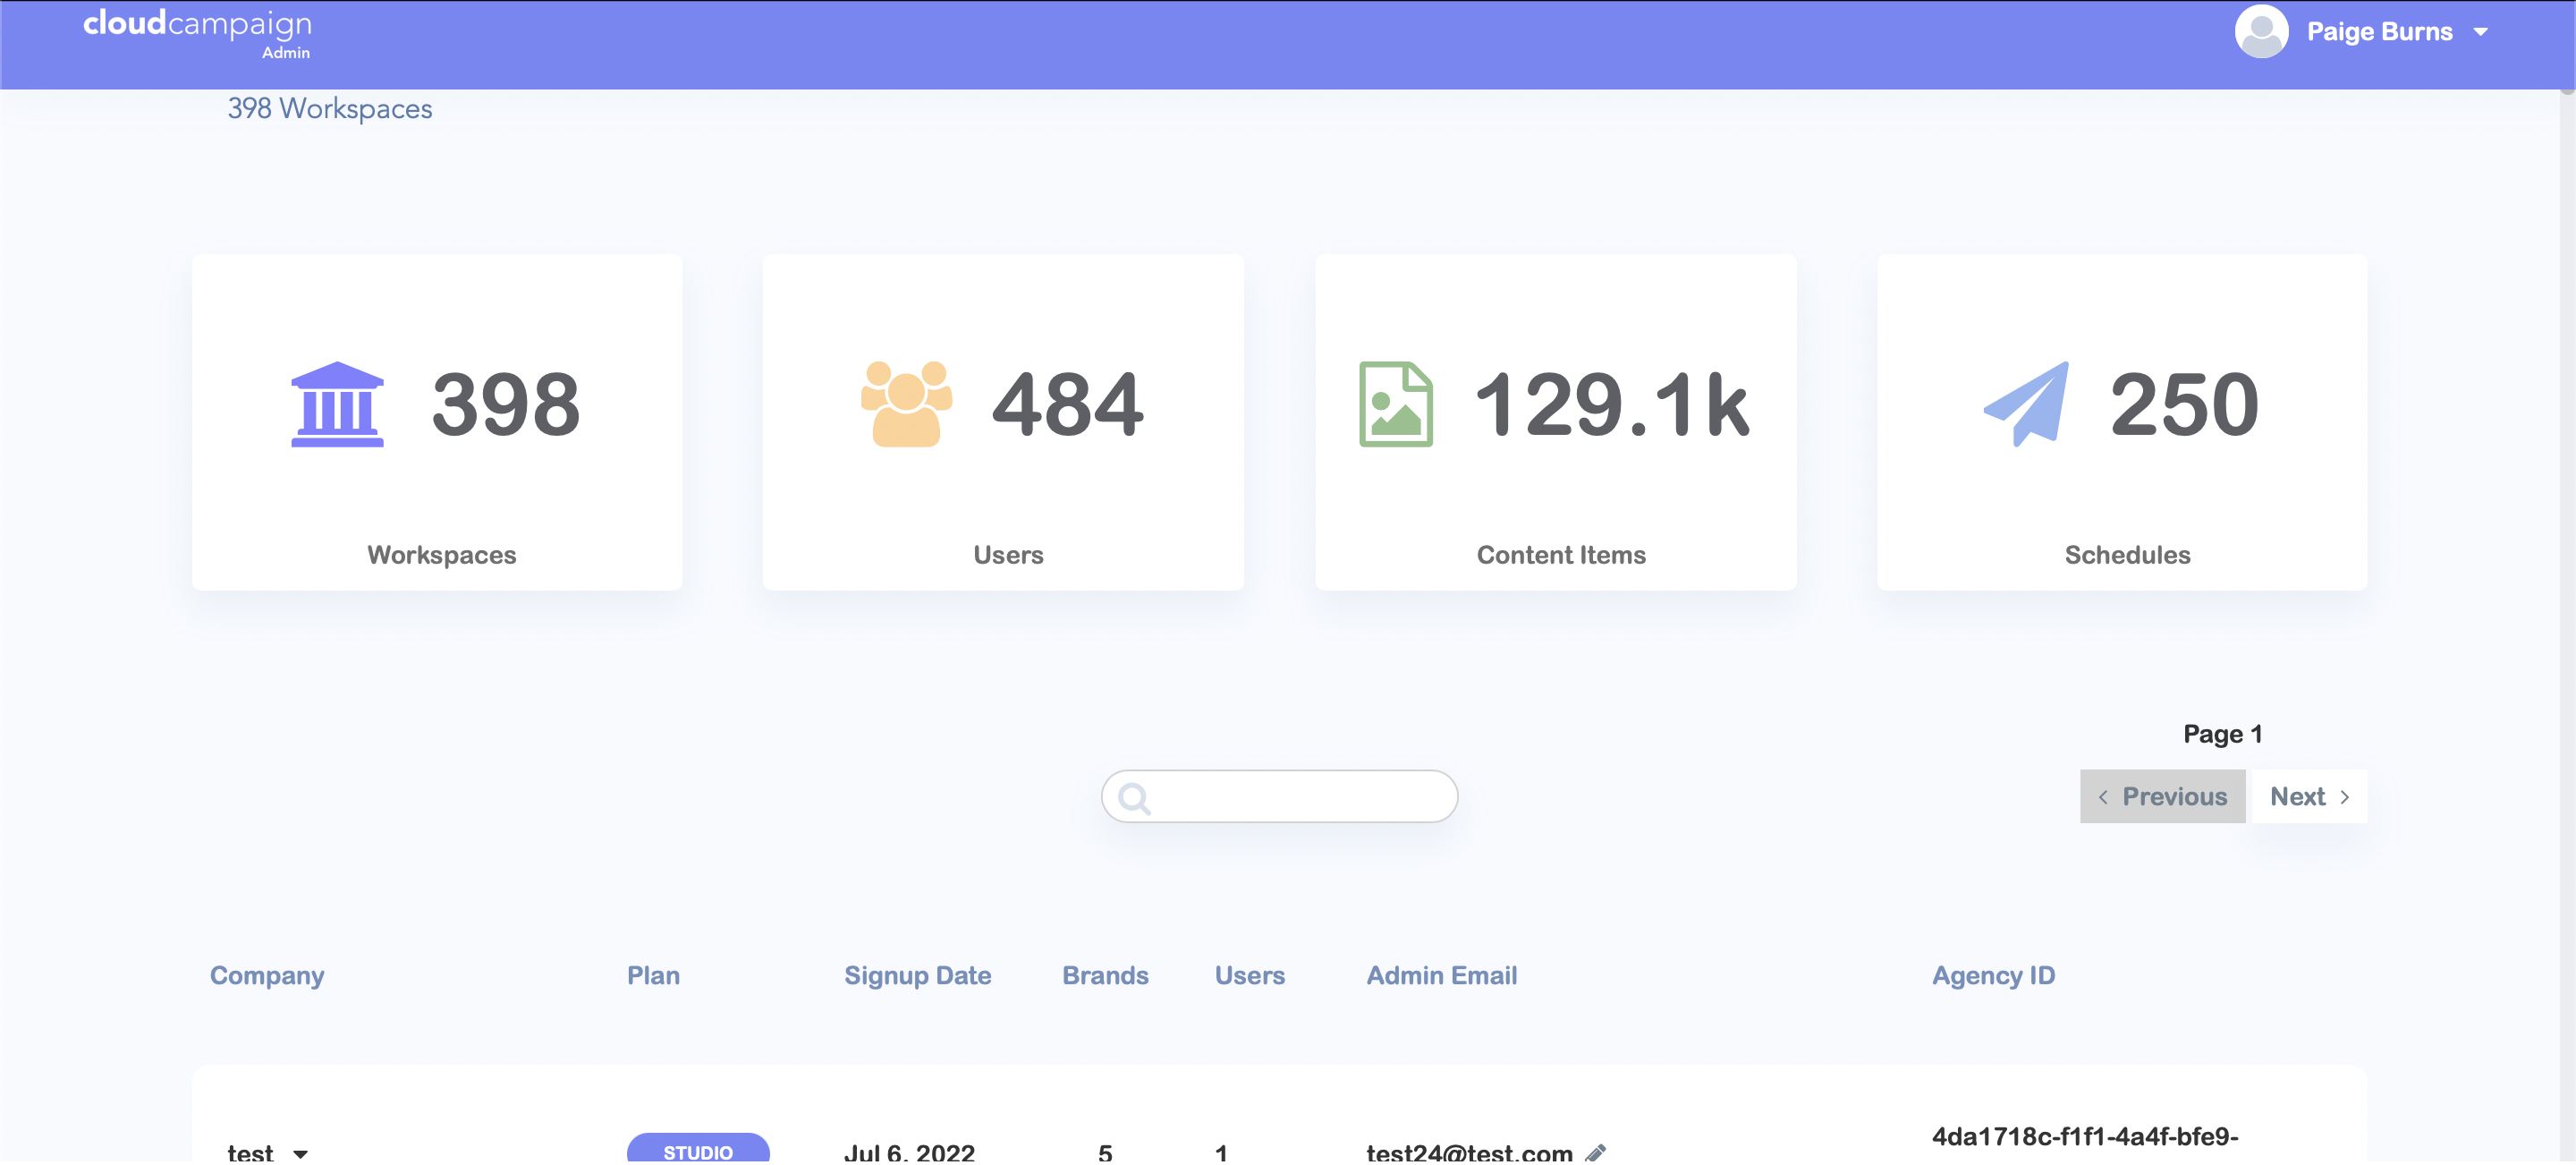 cloudcampaign
Admin
Paige Burns
398 Workspaces
398
484
129.1k
250
Workspaces
Users
Content Items
Schedules
Page 1
Previous
Next
Company Plan Signup Date Brands Users Admin Email Agency ID
4da1718c-f1f1-4a4f-bfe9-
test STUDIO Jul 6, 2022 5 1 test24@test.com